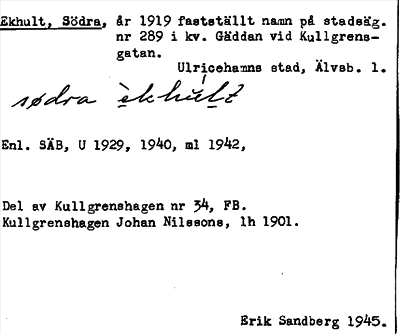 Ekhult, Södra, år 1919 fastställt namn på stadsäg.
nr 289 i kv. Gäddan vid Kullgrens-
gatan.
Ulricehamns stad, Älvsb. l.
södra èkhult
Enl. SÄB, U 1929, 1940, ml 1942,
Del av Kullgrenshagen nr 34, FB.
Kullgrenshagen Johan Nilssons, lh 1901.
Erik Sandberg 1945.